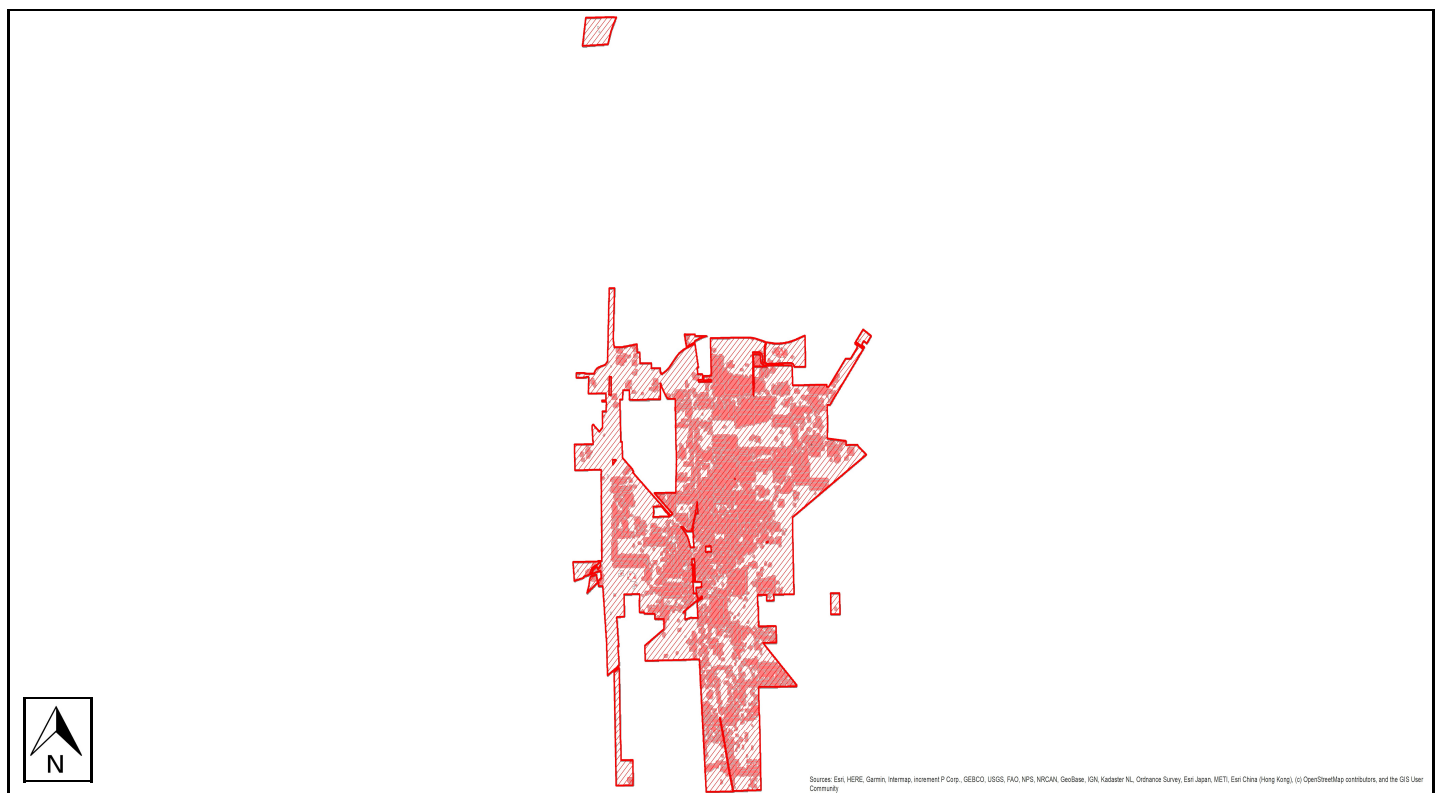 N
Sources: Esri, HERE, Garmin, Intermap, increment P Corp., GEBCO, USGS, FAO, NPS, NRCAN, GeoBase, IGN, Kadaster NL, Ordnance Survey, Esri Japan, METI, Esri China (Hong Kong), (c) OpenStreetMap contributors, and the GIS User
Community